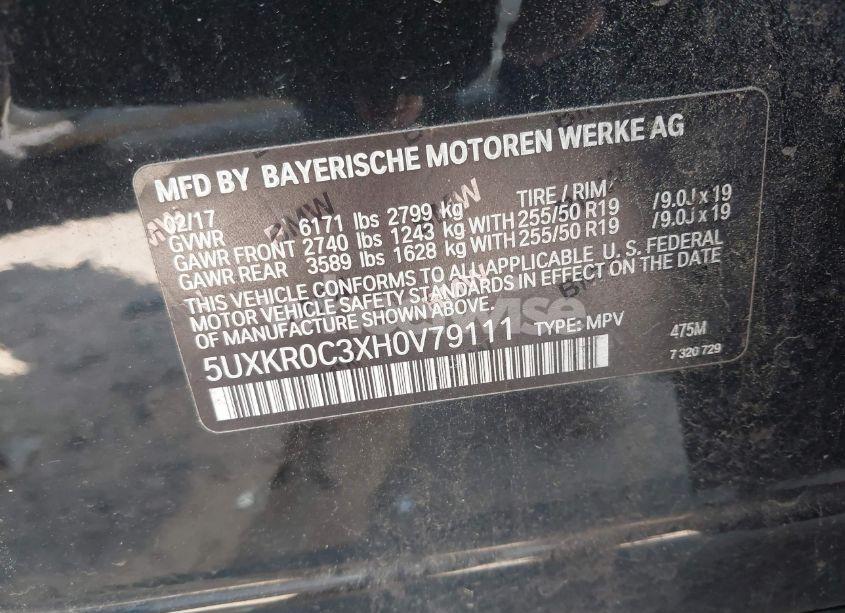 MFD BY BAYERISCHE MOTOREN WERKE AG
02/17 TIRE / RIM
GVWR 6171 lbs 2799 kg
GAWR FRONT 2740 lbs 1243 kg WITH 255/50 R19 /9.0J x 19
GAWR REAR 3589 lbs 1628 kg WITH 255/50 R19 /9.0J x 19
THIS VEHICLE CONFORMS TO ALL APPLICABLE U. S. FEDERAL
MOTOR VEHICLE SAFETY STANDARDS IN EFFECT ON THE DATE
OF MANUFACTURE SHOWN ABOVE.
5UXKR0C3XH0V79111 TYPE: MPV 475M
7 320 729